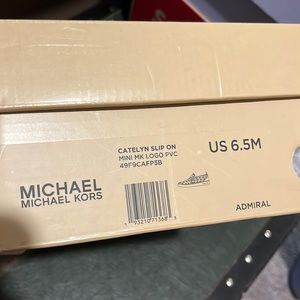 CATELYN SLIP ON
MINI MK LOGO PVC
49F9CAFP3B
US 6.5M
MICHAEL
MICHAEL KORS
ADMIRAL